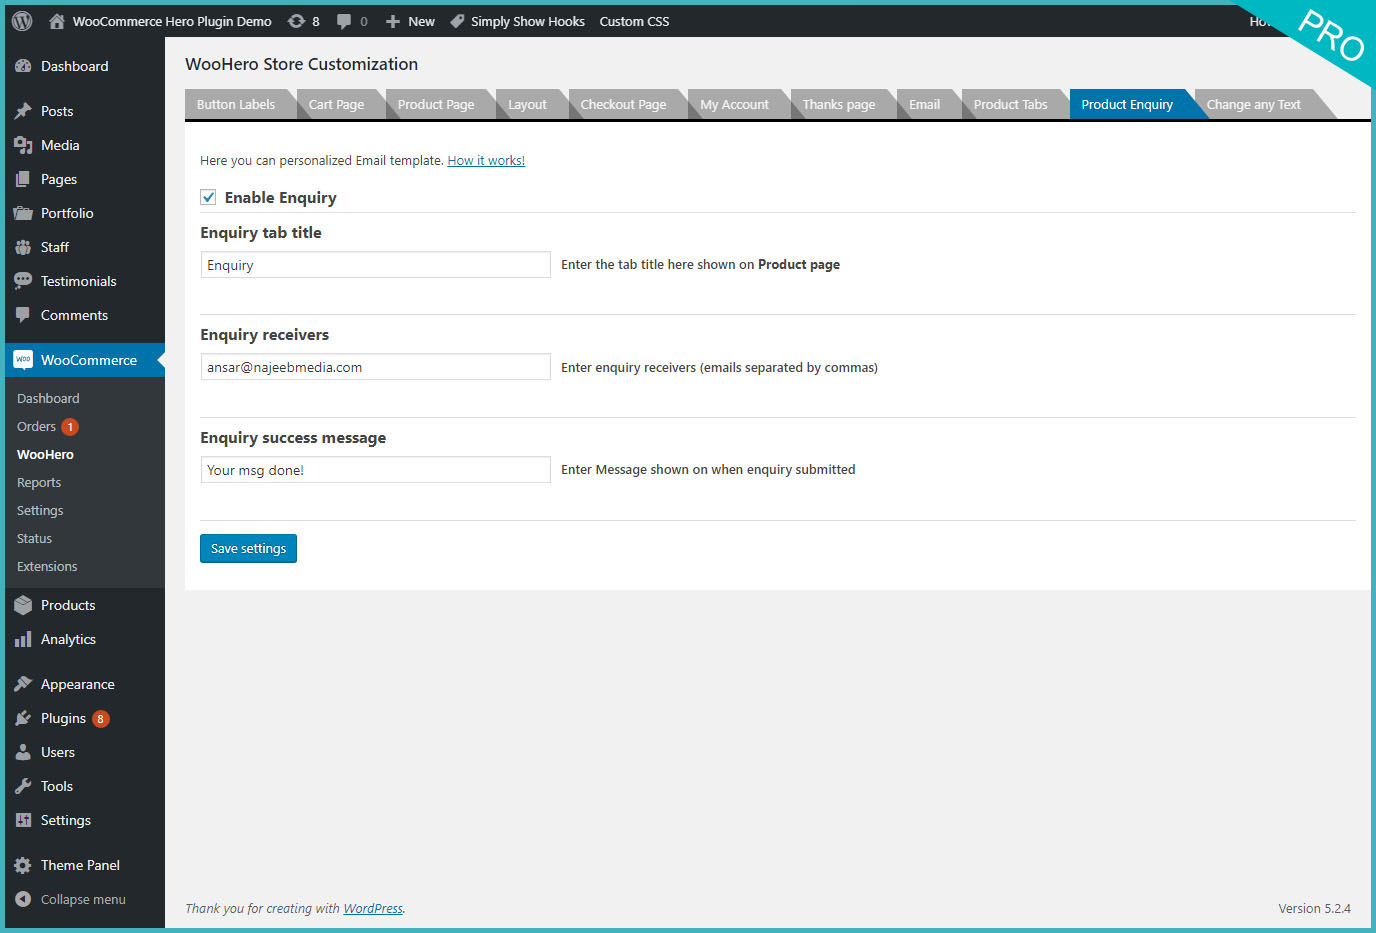 WooCommerce Hero Plugin Demo 8 0 New Simply Show Hooks Custom CSS
PRO
Dashboard
Posts
Media
Pages
Portfolio
Staff
Testimonials
Comments
WOO WooCommerce
Dashboard
Orders 1
WooHero
Reports
Settings
Status
Extensions
Products
Analytics
Appearance
Plugins 8
Users
Tools
Settings
Theme Panel
Collapse menu
WooHero Store Customization
Button Labels Cart Page Product Page Layout Checkout Page My Account Thanks page Email Product Tabs Product Enquiry Change any Text
Here you can personalized Email template. How it works!
Enable Enquiry
Enquiry tab title
Enquiry Enter the tab title here shown on Product page
Enquiry receivers
ansar@najeebmedia.com Enter enquiry receivers (emails separated by commas)
Enquiry success message
Your msg done! Enter Message shown on when enquiry submitted
Save settings
Thank you for creating with WordPress. Version 5.2.4